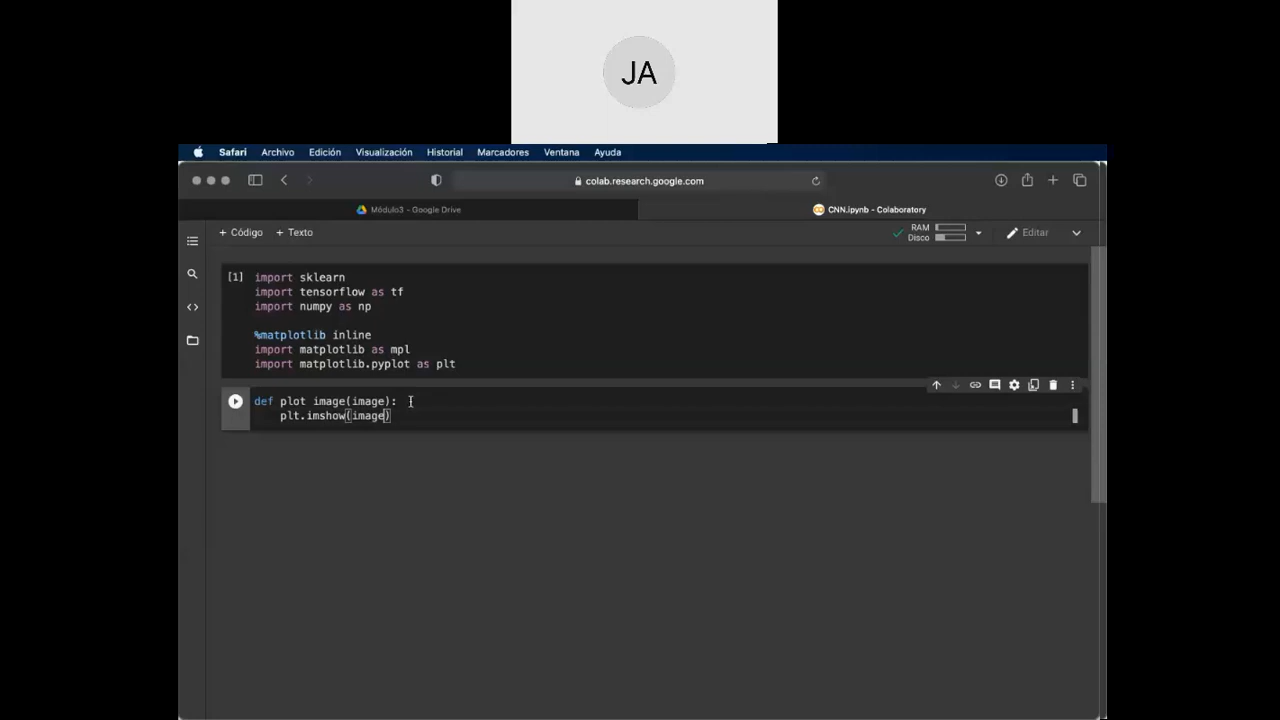 JA
Safari Archivo Edición Visualización Historial Marcadores Ventana Ayuda
colab.research.google.com
Módulo3 - Google Drive
CNN.ipynb - Colaboratory
+ Código + Texto
RAM
Disco
Editar
[1] import sklearn
import tensorflow as tf
import numpy as np
%matplotlib inline
import matplotlib as mpl
import matplotlib.pyplot as plt
def plot image(image):
plt.imshow(image)